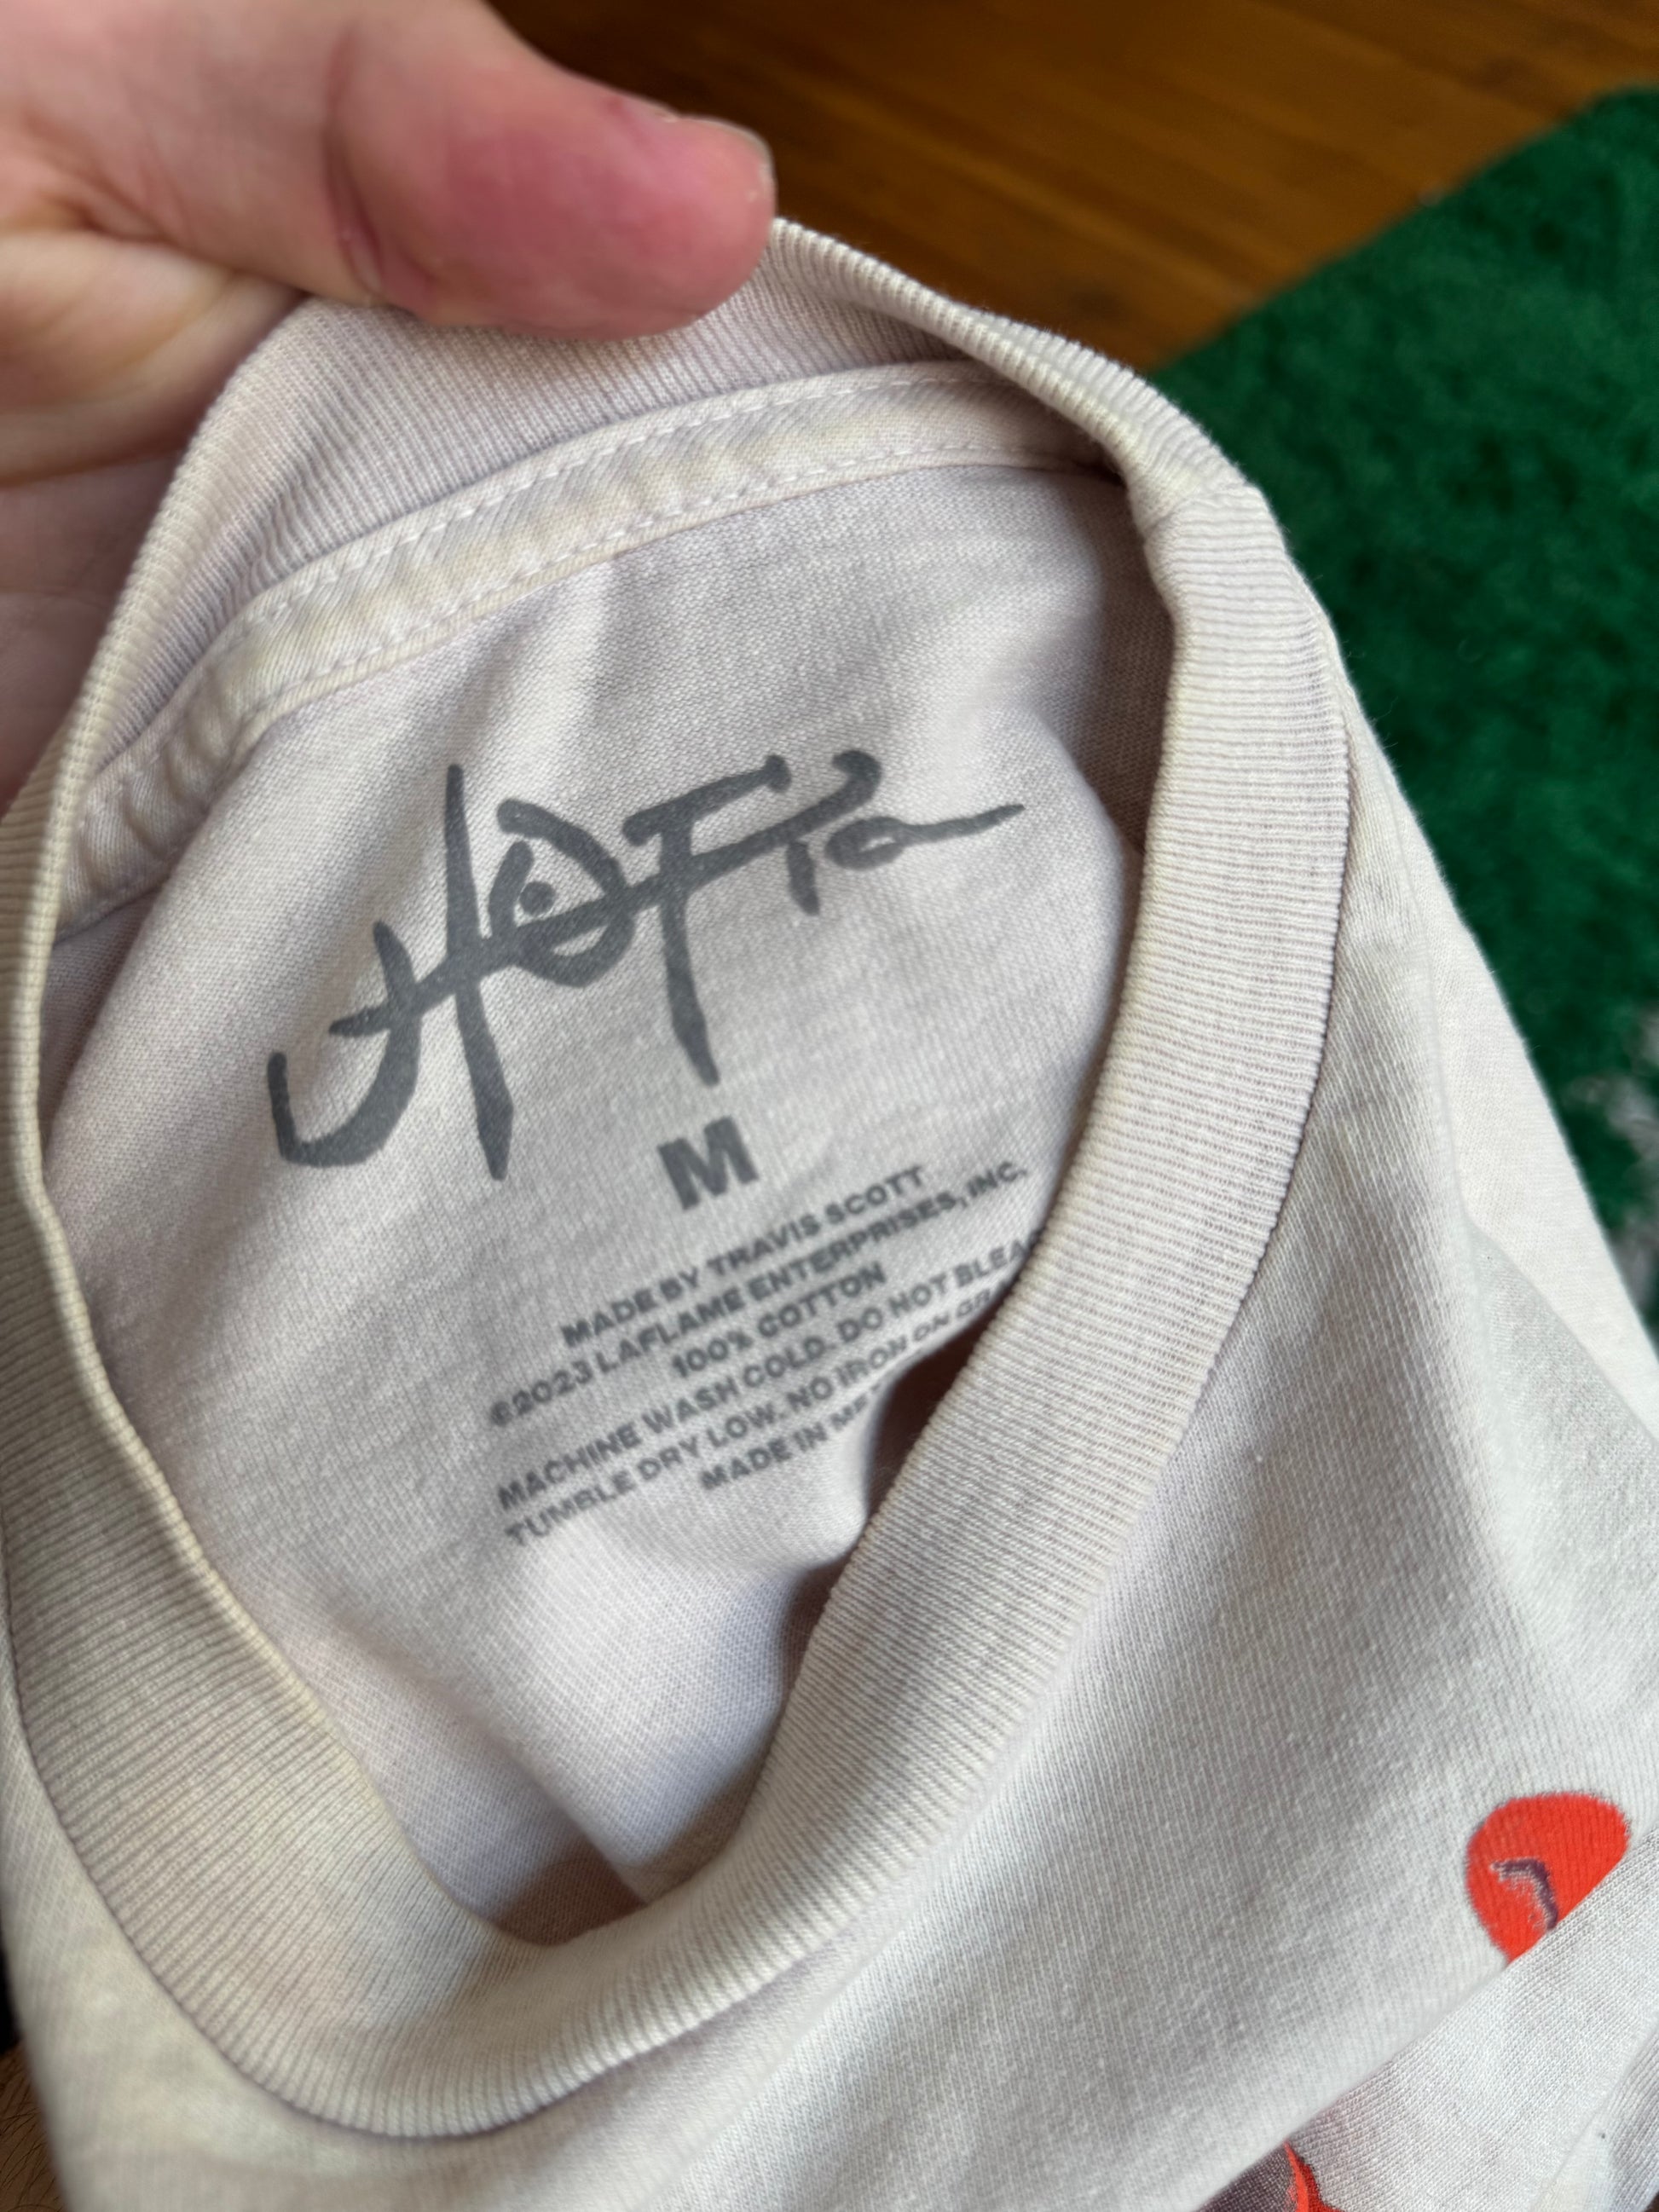 UTOPIA
M
MADE BY TRAVIS SCOTT
©2023 LAFLAME ENTERPRISES, INC.
100% COTTON
MACHINE WASH COLD. DO NOT
TUMBLE DRY LOW. NO IRON ON
MADE IN